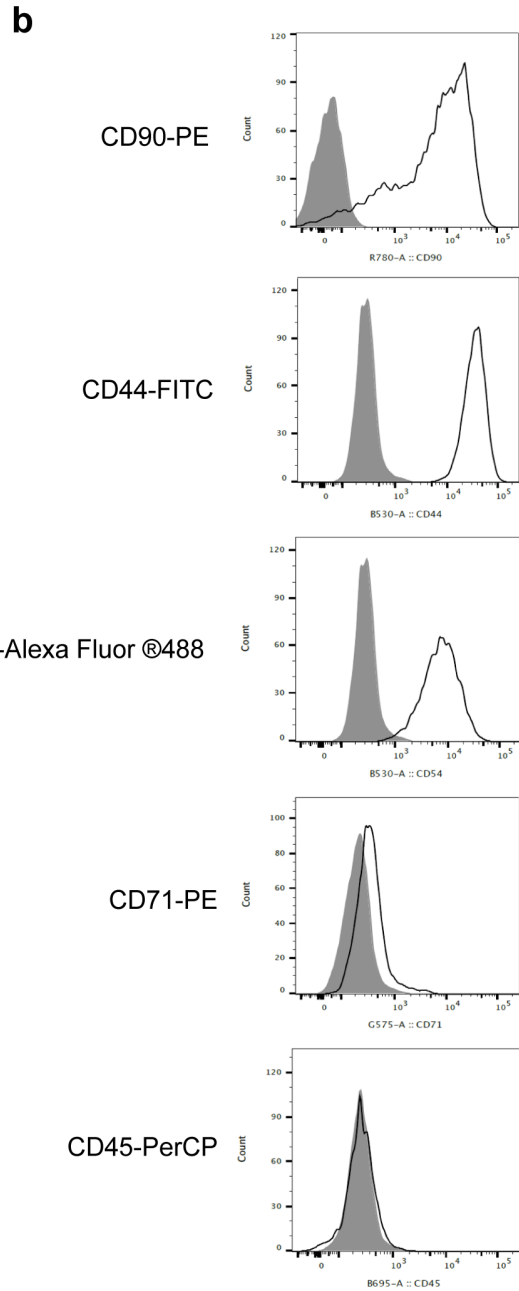 b
CD90-PE
Count
120
90
60
30
0
0 10³ 10⁴ 10⁵
R780-A :: CD90
CD44-FITC
Count
120
90
60
30
0
0 10³ 10⁴ 10⁵
B530-A :: CD44
-Alexa Fluor ®488
Count
120
90
60
30
0
0 10³ 10⁴ 10⁵
B530-A :: CD54
CD71-PE
Count
100
80
60
40
20
0
0 10³ 10⁴ 10⁵
G575-A :: CD71
CD45-PerCP
Count
120
90
60
30
0
0 10³ 10⁴ 10⁵
B695-A :: CD45